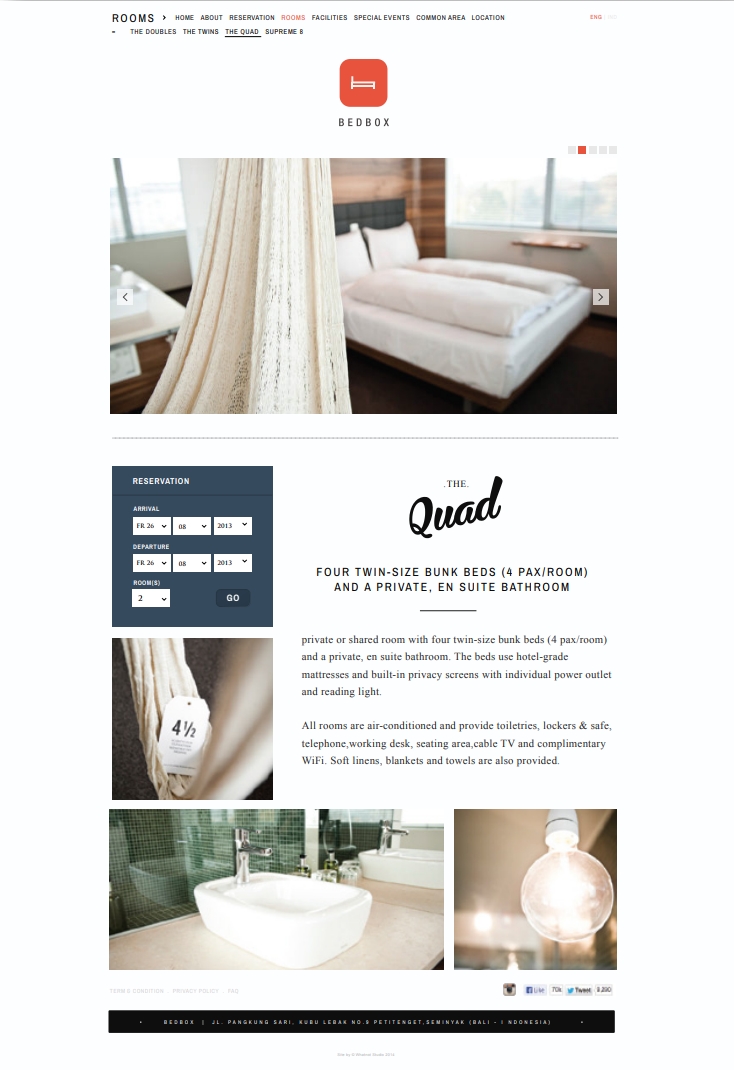 ROOMS > HOME ABOUT RESERVATION ROOMS FACILITIES SPECIAL EVENTS COMMON AREA LOCATION ENG
THE DOUBLES THE TWINS THE QUAD SUPREME 8
BEDBOX
RESERVATION
ARRIVAL
FR 26 08 2013
DEPARTURE
FR 26 08 2013
ROOM(S)
2 GO
4½
.THE.
Quad
FOUR TWIN-SIZE BUNK BEDS (4 PAX/ROOM)
AND A PRIVATE, EN SUITE BATHROOM
private or shared room with four twin-size bunk beds (4 pax/room)
and a private, en suite bathroom. The beds use hotel-grade
mattresses and built-in privacy screens with individual power outlet
and reading light.
All rooms are air-conditioned and provide toiletries, lockers & safe,
telephone,working desk, seating area,cable TV and complimentary
WiFi. Soft linens, blankets and towels are also provided.
TERM & CONDITION . PRIVACY POLICY . FAQ
Like 70k Tweet 9.290
BEDBOX | JL. PANGKUNG SARI, KUBU LEBAK NO.9 PETITENGET,SEMINYAK (BALI - I NDONESIA)